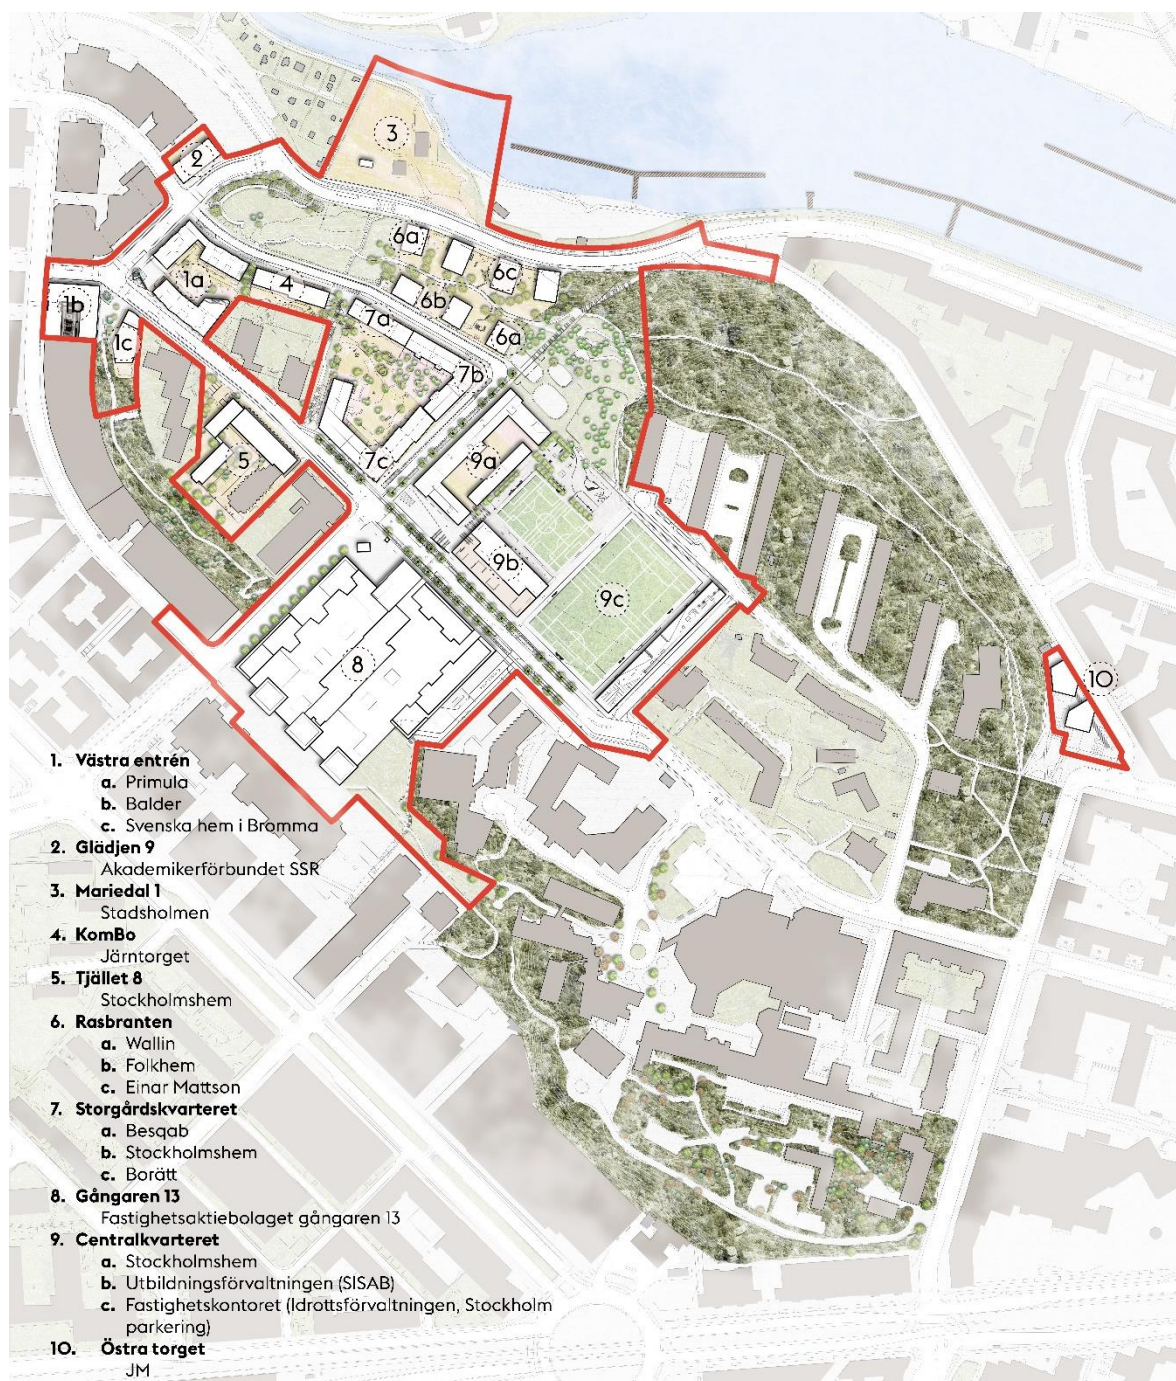 3
2
6a
1a
6c
4
6b
1b
7a
6a
1c
7b
5
7c
9a
9b
9c
8
10
1. Västra entrén
a. Primula
b. Balder
c. Svenska hem i Bromma
2. Glädjen 9
Akademikerförbundet SSR
3. Mariedal 1
Stadsholmen
4. KomBo
Järntorget
5. Tjället 8
Stockholmshem
6. Rasbranten
a. Wallin
b. Folkhem
c. Einar Mattson
7. Storgårdskvarteret
a. Besqab
b. Stockholmshem
c. Borätt
8. Gångaren 13
Fastighetsaktiebolaget gångaren 13
9. Centralkvarteret
a. Stockholmshem
b. Utbildningsförvaltningen (SISAB)
c. Fastighetskontoret (Idrottsförvaltningen, Stockholm
parkering)
10. Östra torget
JM